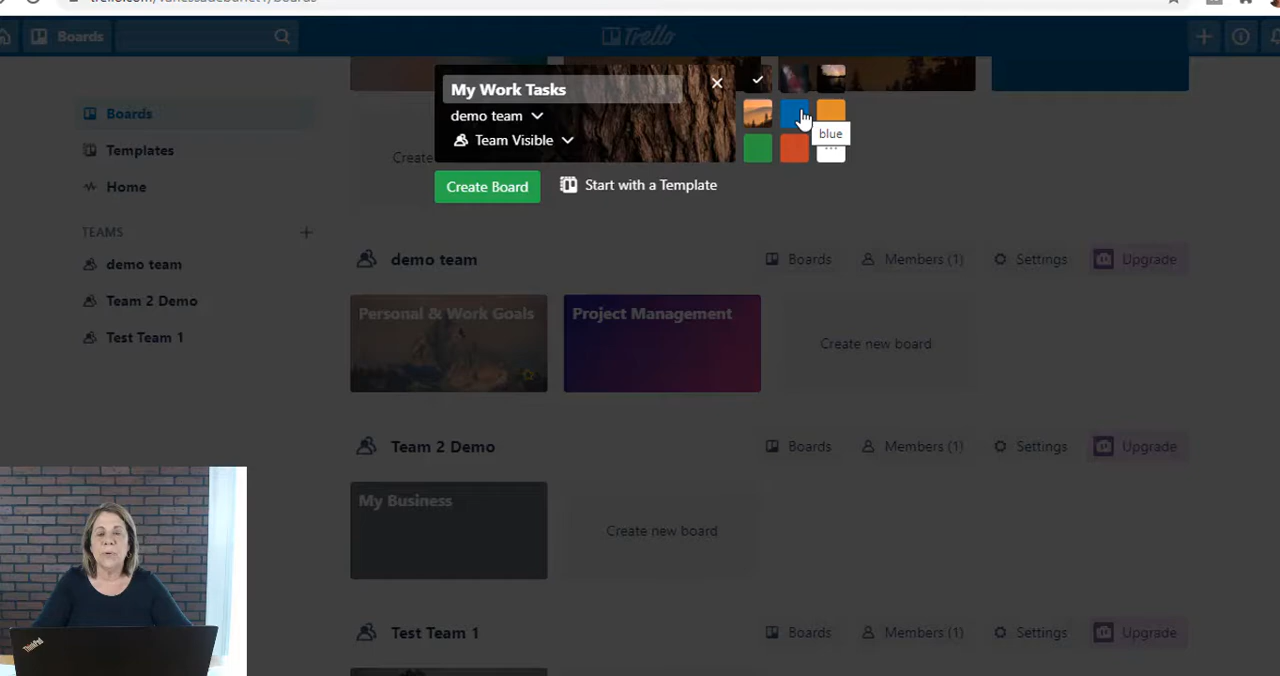 Boards
Trello
My Work Tasks
demo team
Team Visible
blue
Create Board
Start with a Template
Create
Boards
Templates
Home
TEAMS
demo team
Team 2 Demo
Test Team 1
demo team
Boards
Members (1)
Settings
Upgrade
Personal & Work Goals
Project Management
Create new board
Team 2 Demo
Boards
Members (1)
Settings
Upgrade
My Business
Create new board
Test Team 1
Boards
Members (1)
Settings
Upgrade
ThinkPad